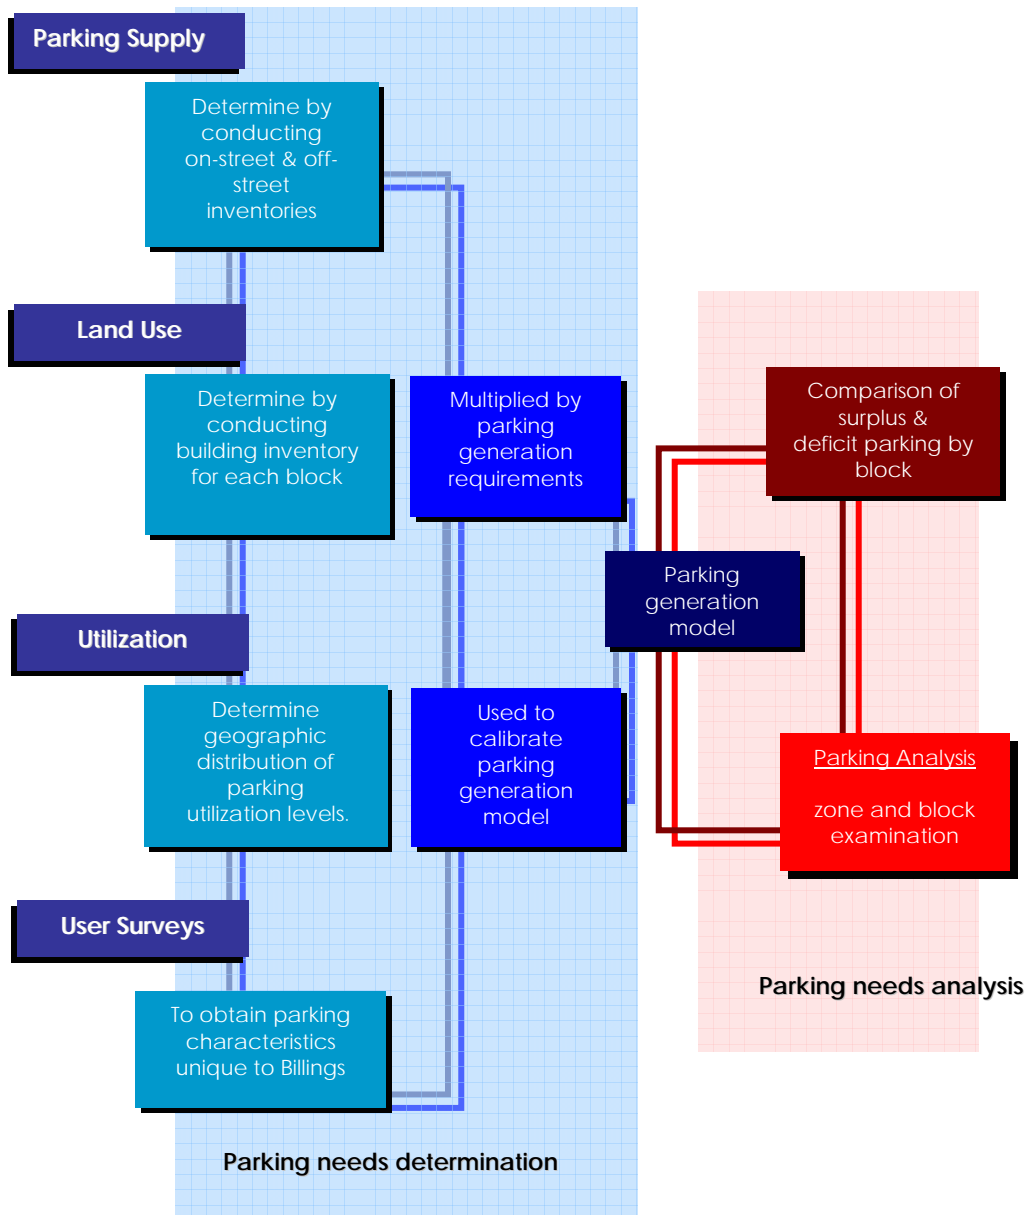 Parking Supply
Determine by
conducting
on-street & off-
street
inventories
Land Use
Determine by
conducting
building inventory
for each block
Multiplied by
parking
generation
requirements
Comparison of
surplus &
deficit parking by
block
Parking
generation
model
Utilization
Determine
geographic
distribution of
parking
utilization levels.
Used to
calibrate
parking
generation
model
Parking Analysis
zone and block
examination
User Surveys
To obtain parking
characteristics
unique to Billings
Parking needs analysis
Parking needs determination